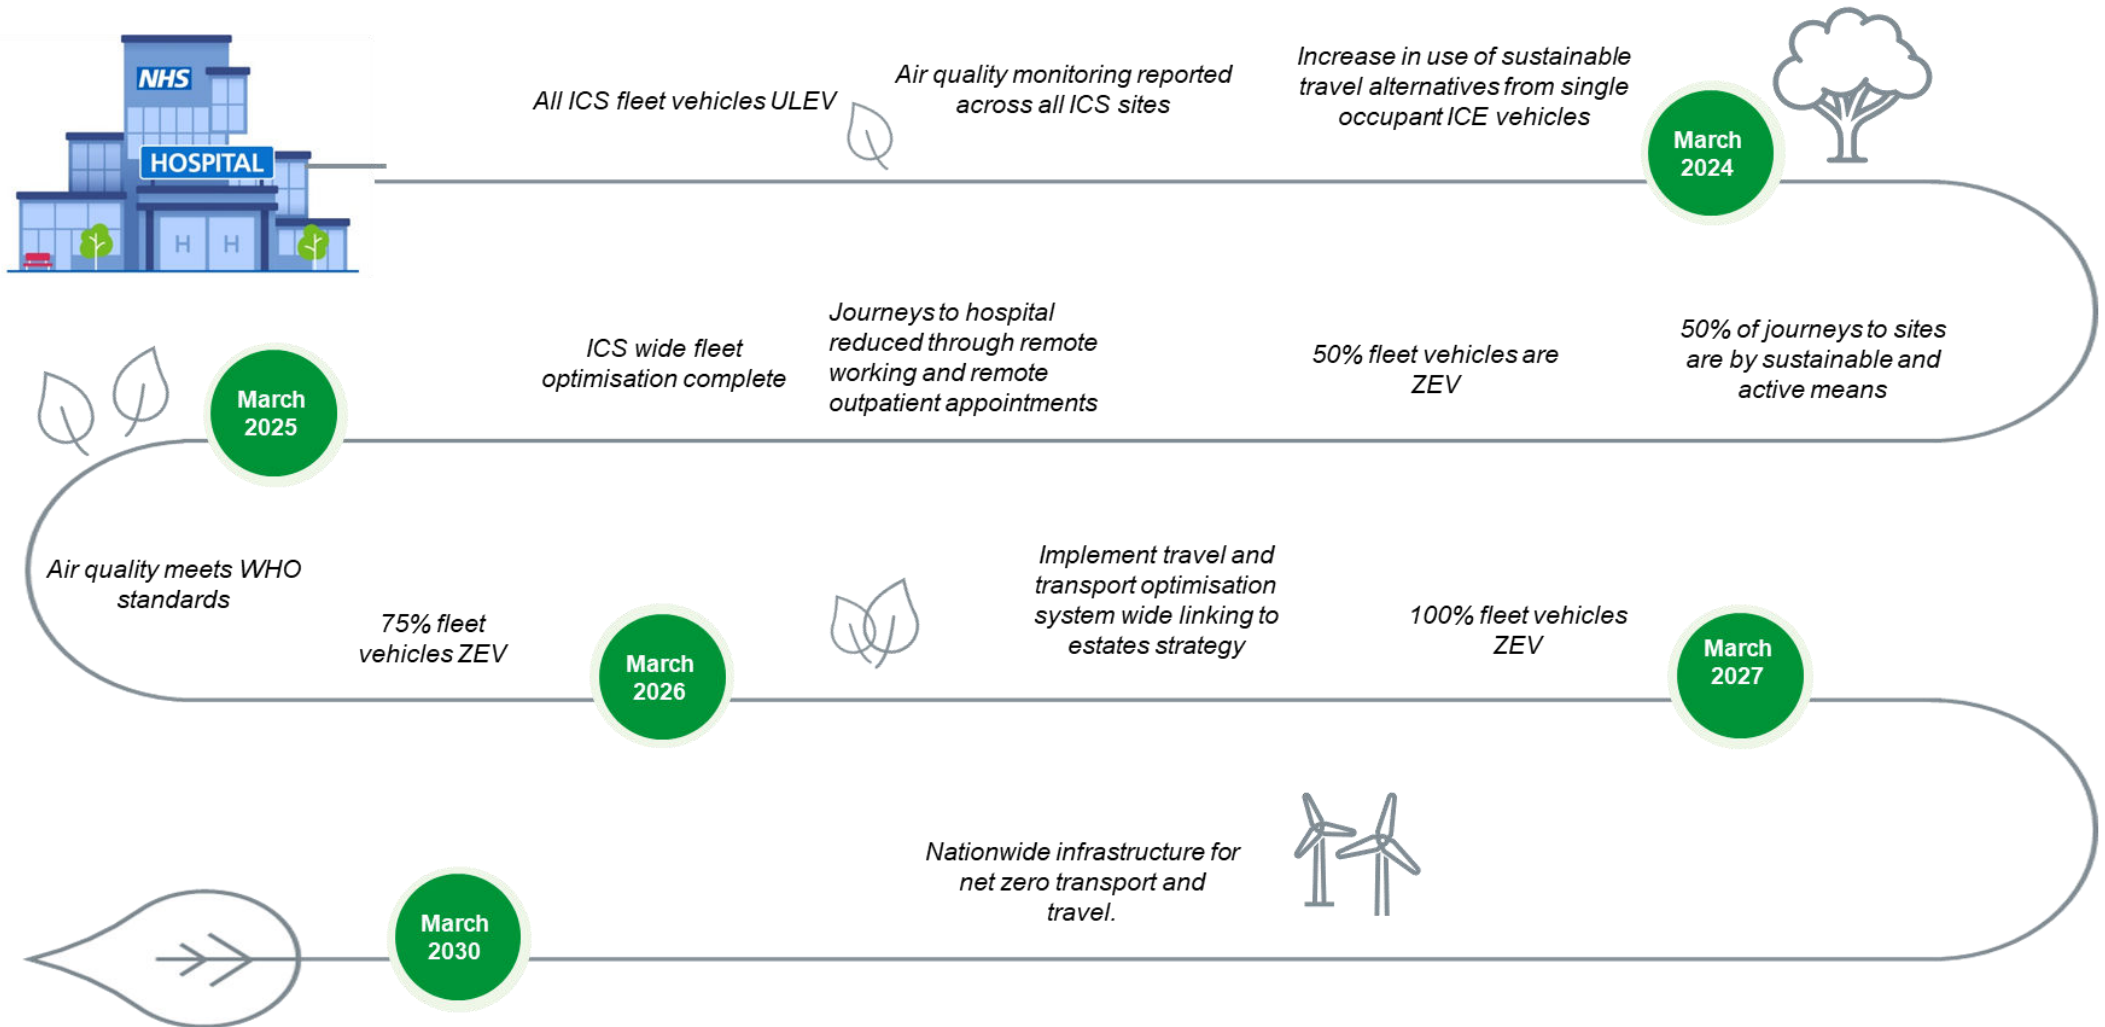 NHS
HOSPITAL
H H
All ICS fleet vehicles ULEV
Air quality monitoring reported
across all ICS sites
Increase in use of sustainable
travel alternatives from single
occupant ICE vehicles
March
2024
50% of journeys to sites
are by sustainable and
active means
50% fleet vehicles are
ZEV
Journeys to hospital
reduced through remote
working and remote
outpatient appointments
ICS wide fleet
optimisation complete
March
2025
Air quality meets WHO
standards
75% fleet
vehicles ZEV
March
2026
Implement travel and
transport optimisation
system wide linking to
estates strategy
100% fleet vehicles
ZEV
March
2027
Nationwide infrastructure for
net zero transport and
travel.
March
2030